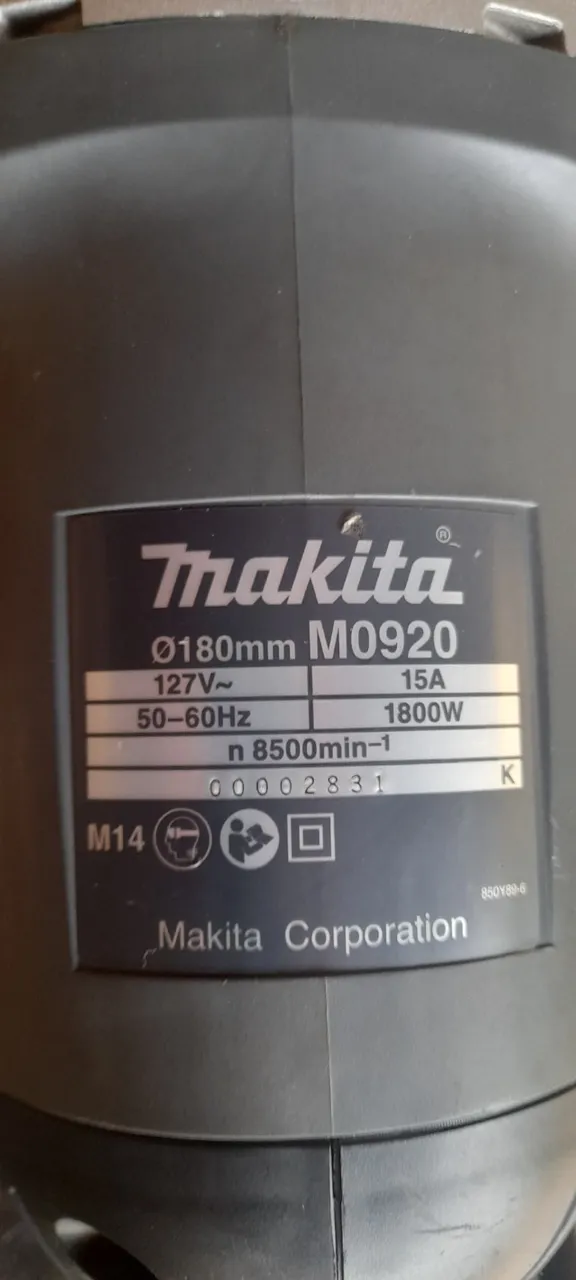 makita®
Ø180mm M0920
127V~ 15A
50–60Hz 1800W
n 8500min⁻¹
00002831 K
M14
850Y89-6
Makita Corporation